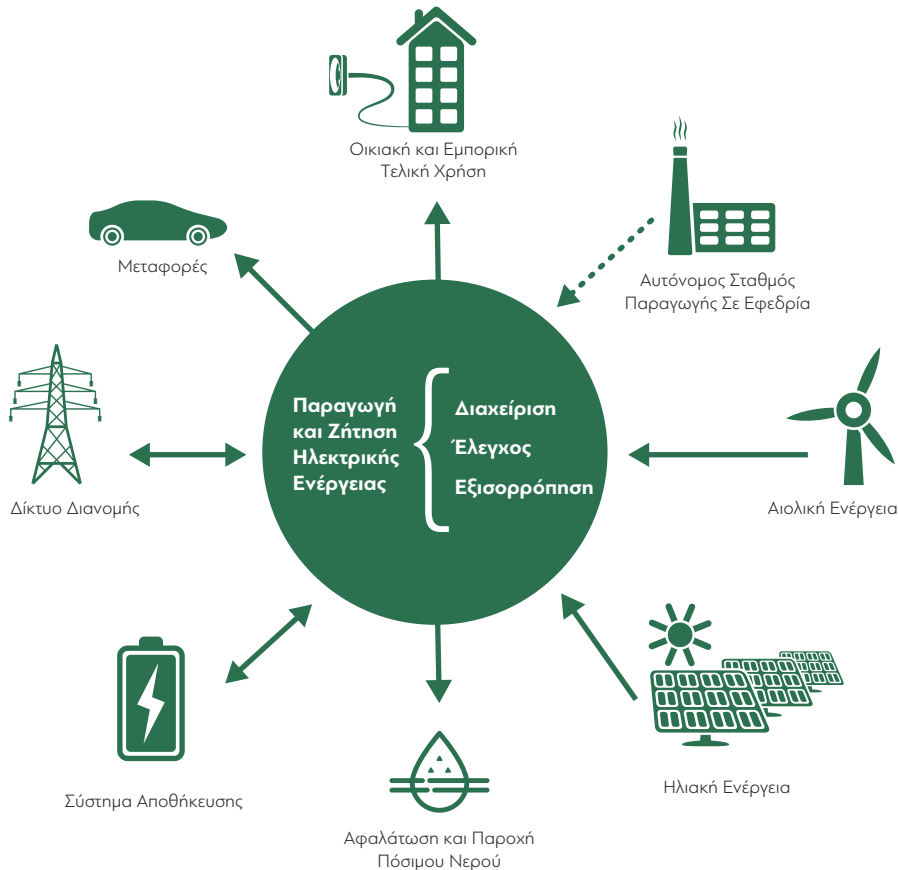 Οικιακή και Εμπορική
Τελική Χρήση
Μεταφορές
Αυτόνομος Σταθμός
Παραγωγής Σε Εφεδρία
Παραγωγή
και Ζήτηση
Ηλεκτρικής
Ενέργειας
Διαχείριση
Έλεγχος
Εξισορρόπηση
Δίκτυο Διανομής
Αιολική Ενέργεια
Σύστημα Αποθήκευσης
Ηλιακή Ενέργεια
Αφαλάτωση και Παροχή
Πόσιμου Νερού